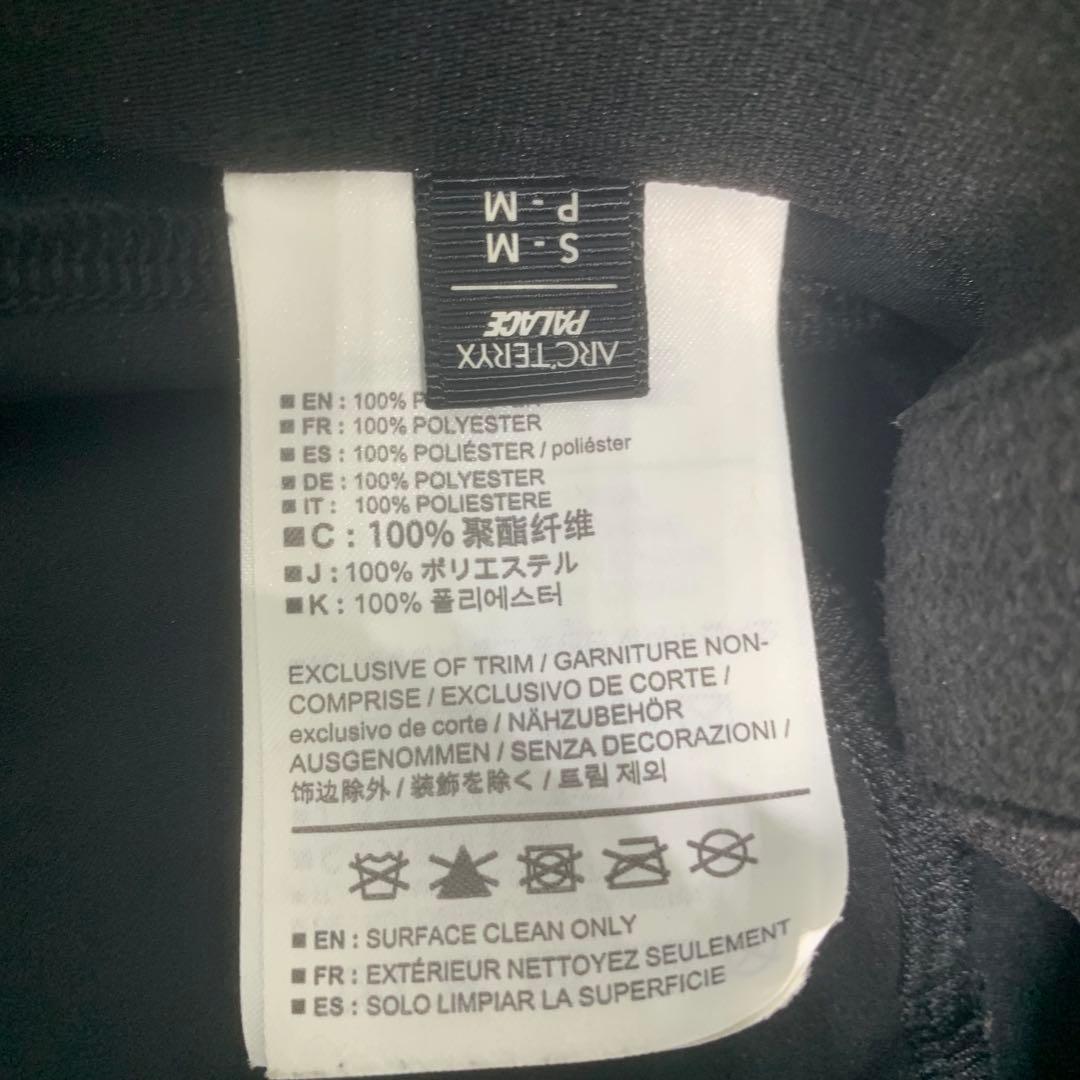 S - M
P - M
ARC'TERYX
PALACE
EN : 100%
FR : 100% POLYESTER
ES : 100% POLIÉSTER / poliéster
DE : 100% POLYESTER
IT : 100% POLIESTERE
C : 100% 聚酯纤维
J : 100% ポリエステル
K : 100% 폴리에스터
EXCLUSIVE OF TRIM / GARNITURE NON-
COMPRISE / EXCLUSIVO DE CORTE /
exclusivo de corte / NÄHZUBEHÖR
AUSGENOMMEN / SENZA DECORAZIONI /
饰边除外 / 装飾を除く / 트림 제외
EN : SURFACE CLEAN ONLY
FR : EXTÉRIEUR NETTOYEZ SEULEMENT
ES : SOLO LIMPIAR LA SUPERFICIE